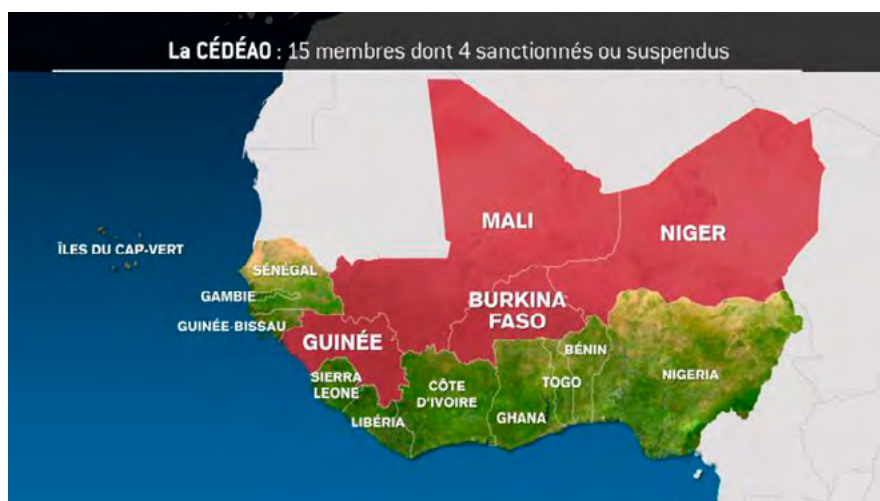 La CÉDÉAO : 15 membres dont 4 sanctionnés ou suspendus
MALI
NIGER
ÎLES DU CAP-VERT
SÉNÉGAL
GAMBIE
GUINÉE-BISSAU
BURKINA
FASO
GUINÉE
SIERRA
LEONE
LIBÉRIA
CÔTE
D'IVOIRE
GHANA
TOGO
BÉNIN
NIGERIA